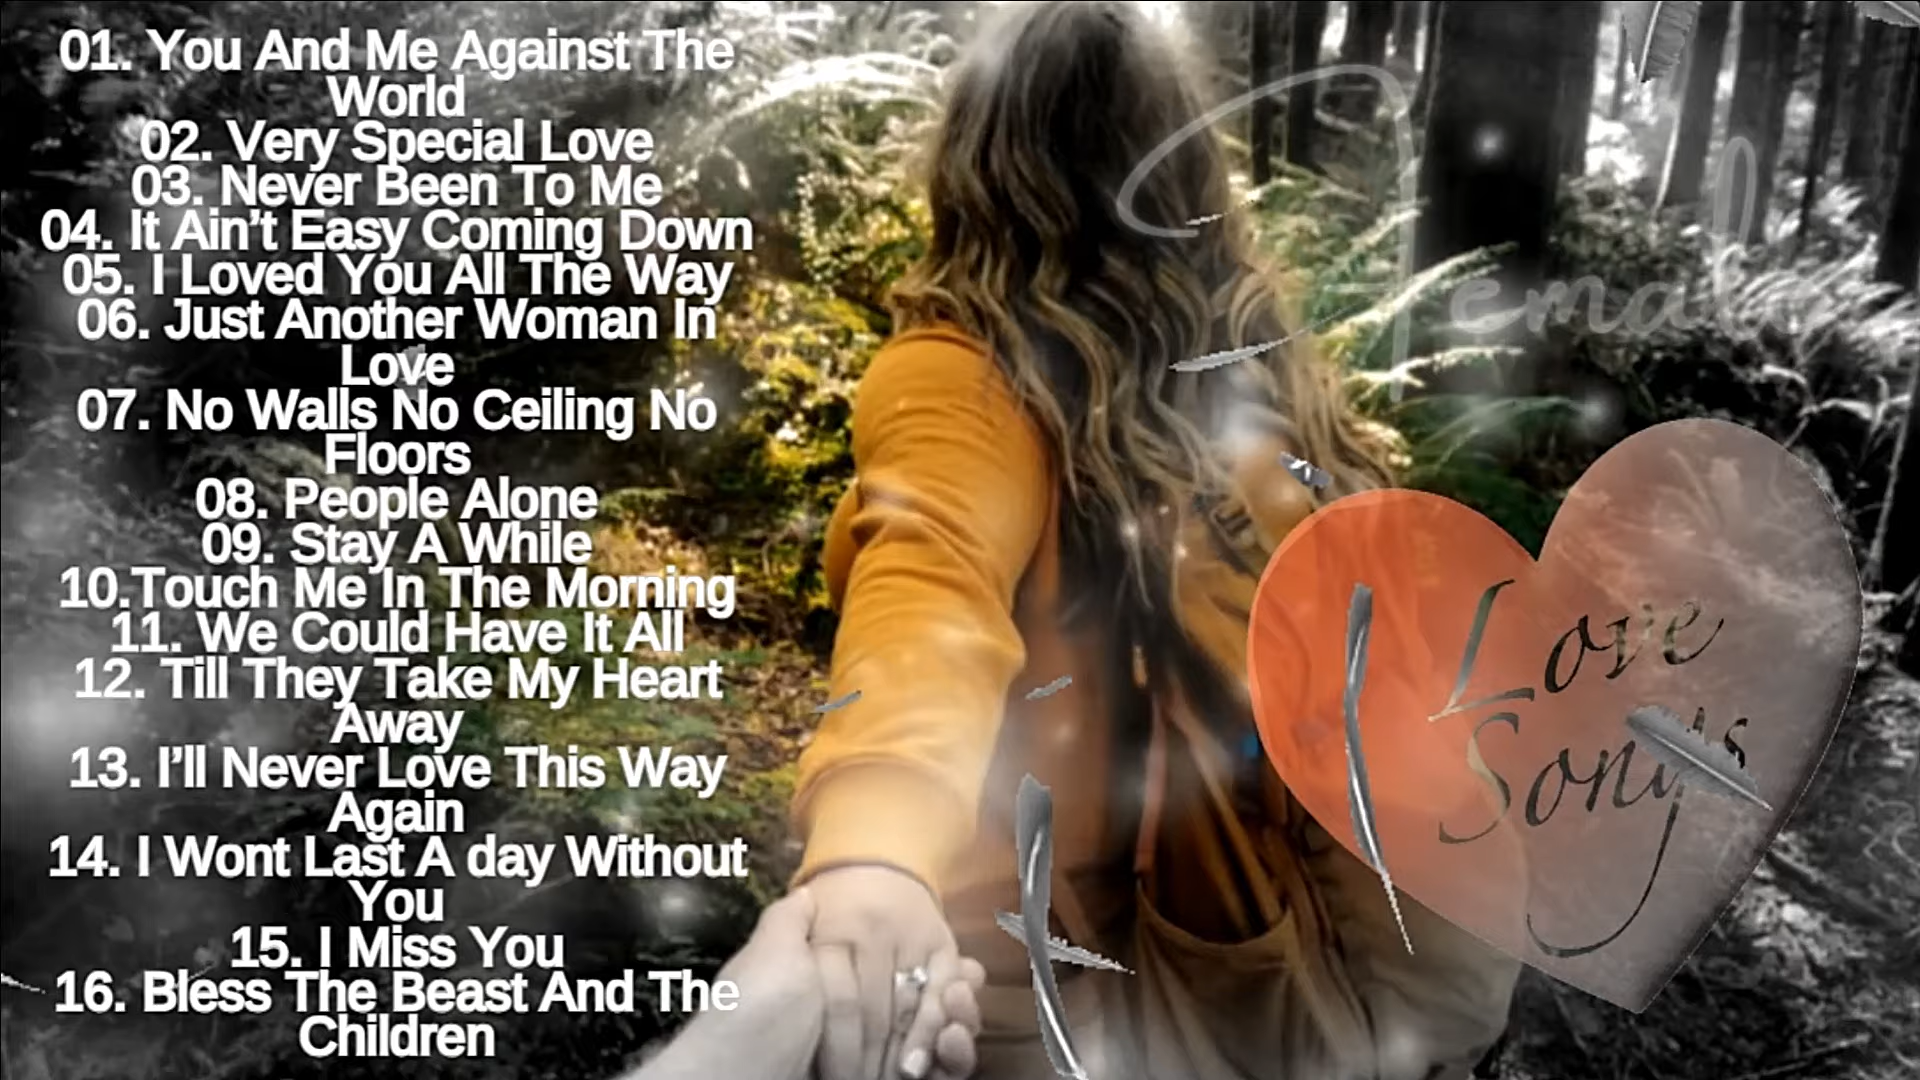 01. You And Me Against The
World
02. Very Special Love
03. Never Been To Me
04. It Ain’t Easy Coming Down
05. I Loved You All The Way
06. Just Another Woman In
Love
07. No Walls No Ceiling No
Floors
08. People Alone
09. Stay A While
10.Touch Me In The Morning
11. We Could Have It All
12. Till They Take My Heart
Away
13. I’ll Never Love This Way
Again
14. I Wont Last A day Without
You
15. I Miss You
16. Bless The Beast And The
Children
Female
Love
Songs